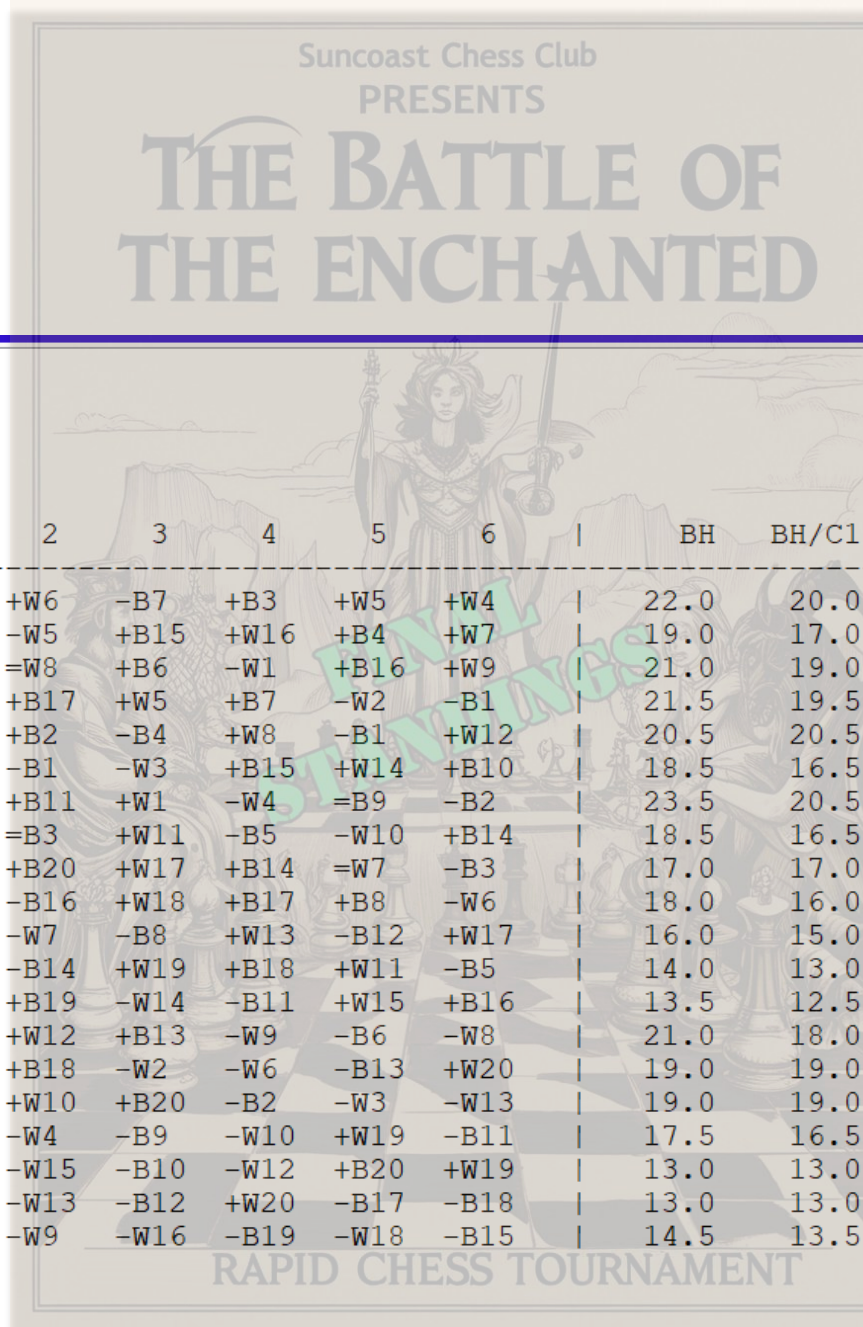 Suncoast Chess Club
PRESENTS
THE BATTLE OF
THE ENCHANTED
2 3 4 5 6 | BH BH/C1
+W6 -B7 +B3 +W5 +W4 | 22.0 20.0
-W5 +B15 +W16 +B4 +W7 | 19.0 17.0
=W8 +B6 -W1 +B16 +W9 | 21.0 19.0
+B17 +W5 +B7 -W2 -B1 | 21.5 19.5
+B2 -B4 +W8 -B1 +W12 | 20.5 20.5
-B1 -W3 +B15 +W14 +B10 | 18.5 16.5
+B11 +W1 -W4 =B9 -B2 | 23.5 20.5
=B3 +W11 -B5 -W10 +B14 | 18.5 16.5
+B20 +W17 +B14 =W7 -B3 | 17.0 17.0
-B16 +W18 +B17 +B8 -W6 | 18.0 16.0
-W7 -B8 +W13 -B12 +W17 | 16.0 15.0
-B14 +W19 +B18 +W11 -B5 | 14.0 13.0
+B19 -W14 -B11 +W15 +B16 | 13.5 12.5
+W12 +B13 -W9 -B6 -W8 | 21.0 18.0
+B18 -W2 -W6 -B13 +W20 | 19.0 19.0
+W10 +B20 -B2 -W3 -W13 | 19.0 19.0
-W4 -B9 -W10 +W19 -B11 | 17.5 16.5
-W15 -B10 -W12 +B20 +W19 | 13.0 13.0
-W13 -B12 +W20 -B17 -B18 | 13.0 13.0
-W9 -W16 -B19 -W18 -B15 | 14.5 13.5
FINAL
STANDINGS
RAPID CHESS TOURNAMENT